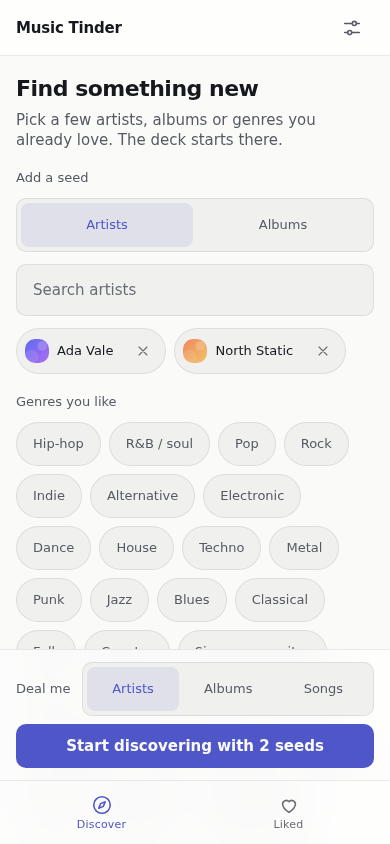 Music Tinder
Find something new
Pick a few artists, albums or genres you
already love. The deck starts there.
Add a seed
Artists
Albums
Search artists
Ada Vale
North Static
Genres you like
Hip-hop
R&B / soul
Pop
Rock
Indie
Alternative
Electronic
Dance
House
Techno
Metal
Punk
Jazz
Blues
Classical
Deal me
Artists
Albums
Songs
Start discovering with 2 seeds
Discover
Liked